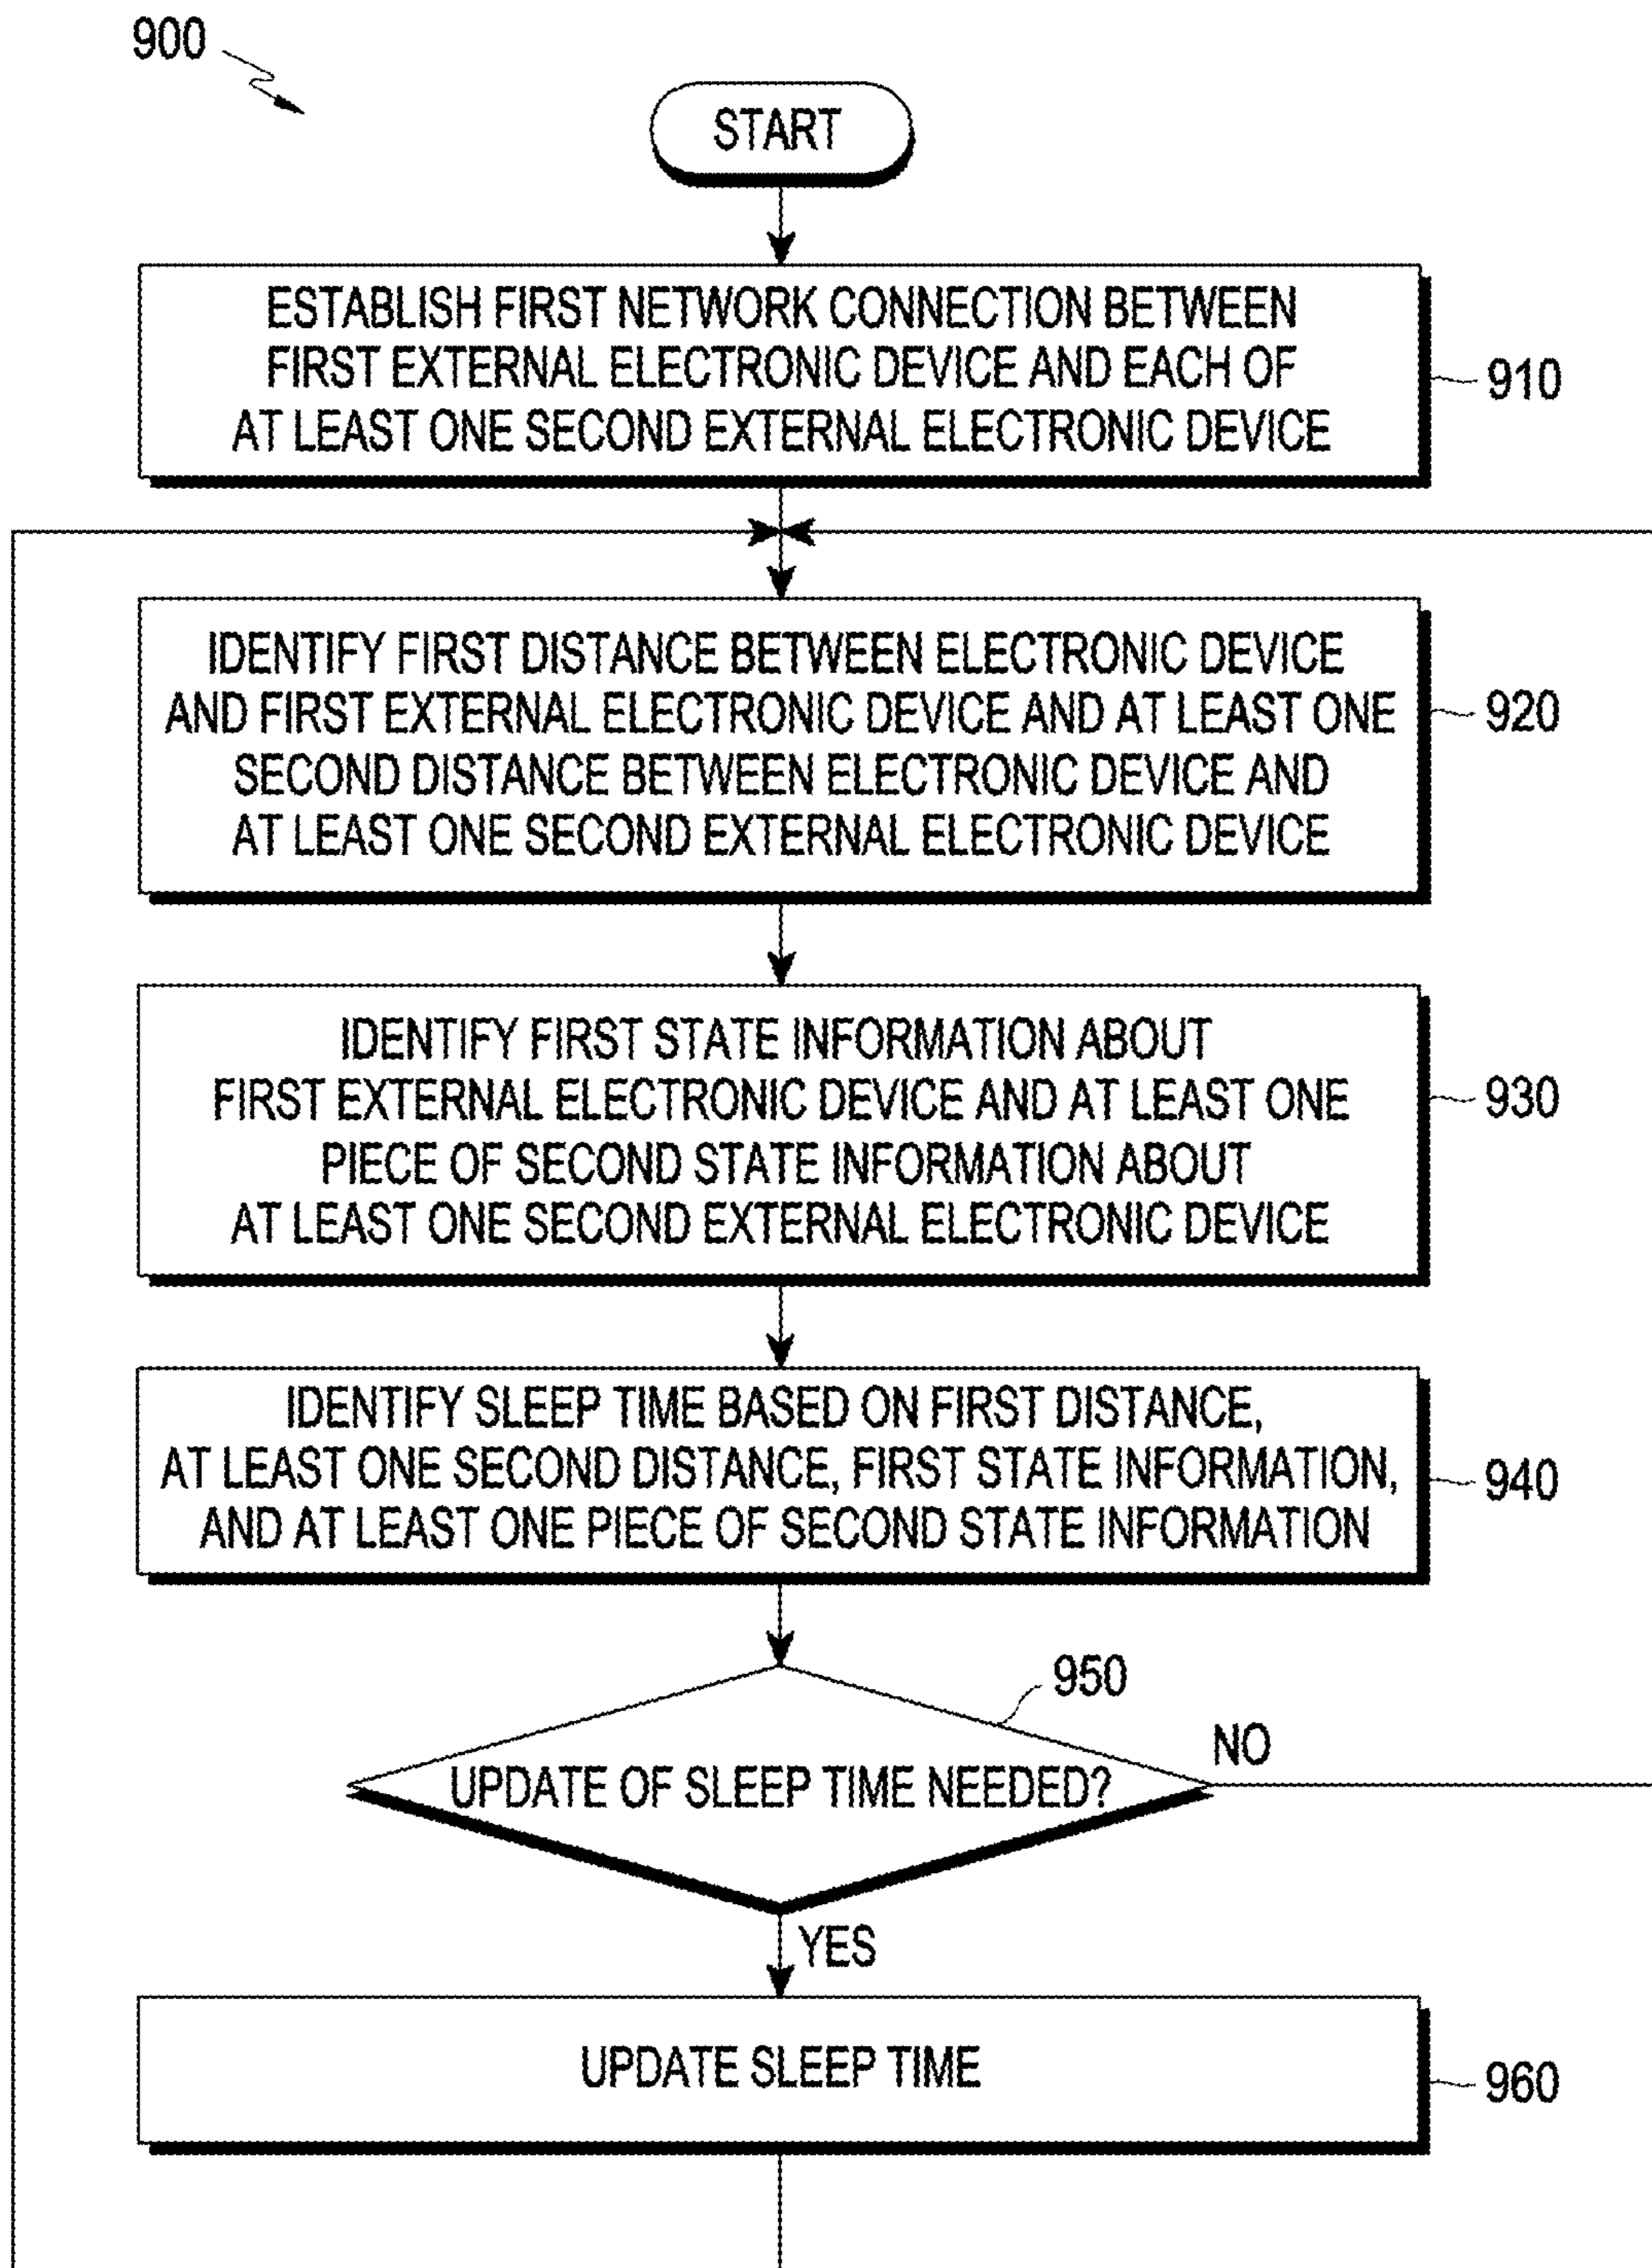 900
START
ESTABLISH FIRST NETWORK CONNECTION BETWEEN
FIRST EXTERNAL ELECTRONIC DEVICE AND EACH OF
AT LEAST ONE SECOND EXTERNAL ELECTRONIC DEVICE
910
IDENTIFY FIRST DISTANCE BETWEEN ELECTRONIC DEVICE
AND FIRST EXTERNAL ELECTRONIC DEVICE AND AT LEAST ONE
SECOND DISTANCE BETWEEN ELECTRONIC DEVICE AND
AT LEAST ONE SECOND EXTERNAL ELECTRONIC DEVICE
920
IDENTIFY FIRST STATE INFORMATION ABOUT
FIRST EXTERNAL ELECTRONIC DEVICE AND AT LEAST ONE
PIECE OF SECOND STATE INFORMATION ABOUT
AT LEAST ONE SECOND EXTERNAL ELECTRONIC DEVICE
930
IDENTIFY SLEEP TIME BASED ON FIRST DISTANCE,
AT LEAST ONE SECOND DISTANCE, FIRST STATE INFORMATION,
AND AT LEAST ONE PIECE OF SECOND STATE INFORMATION
940
950
UPDATE OF SLEEP TIME NEEDED?
NO
YES
UPDATE SLEEP TIME
960